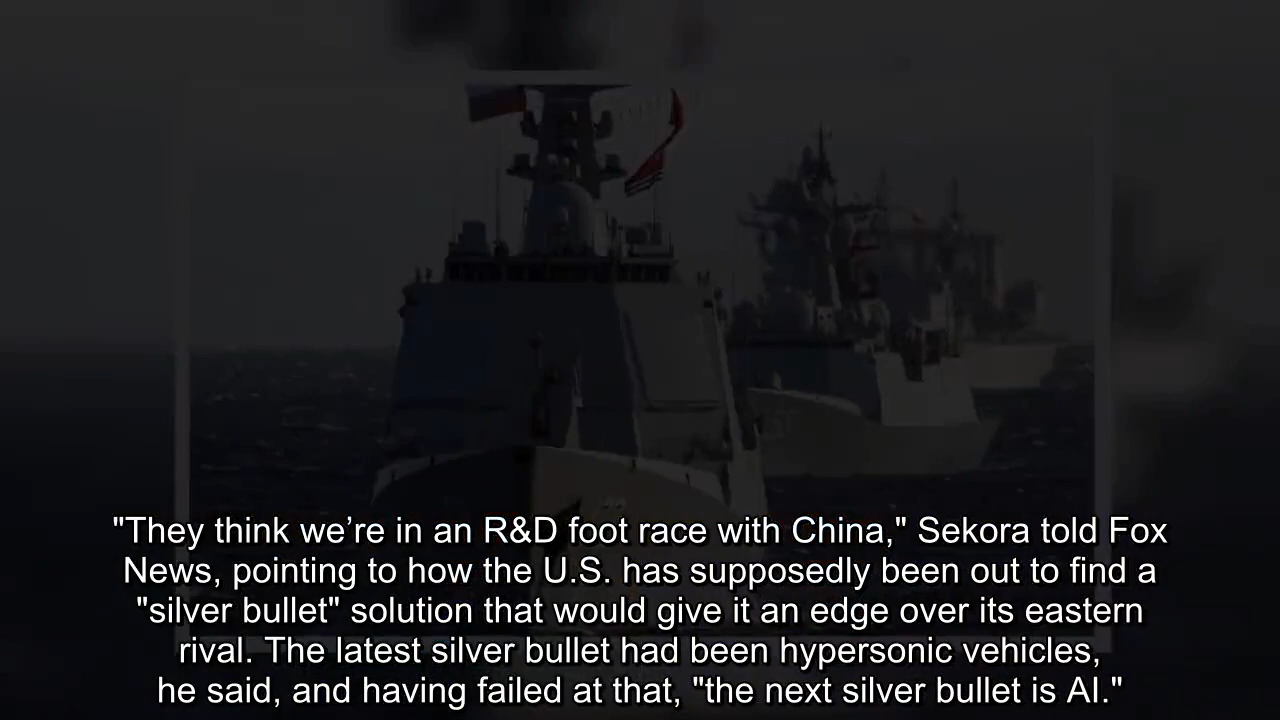 "They think we’re in an R&D foot race with China," Sekora told Fox
News, pointing to how the U.S. has supposedly been out to find a
"silver bullet" solution that would give it an edge over its eastern
rival. The latest silver bullet had been hypersonic vehicles,
he said, and having failed at that, "the next silver bullet is AI."